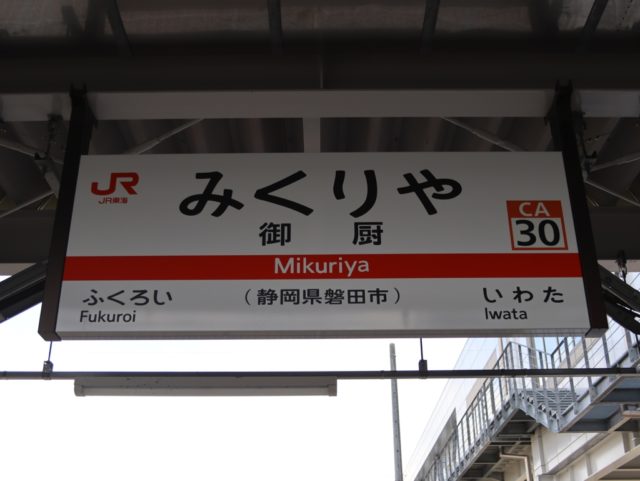 JR
JR東海
みくりや
御厨
CA
30
Mikuriya
ふくろい
Fukuroi
（静岡県磐田市）
いわた
Iwata